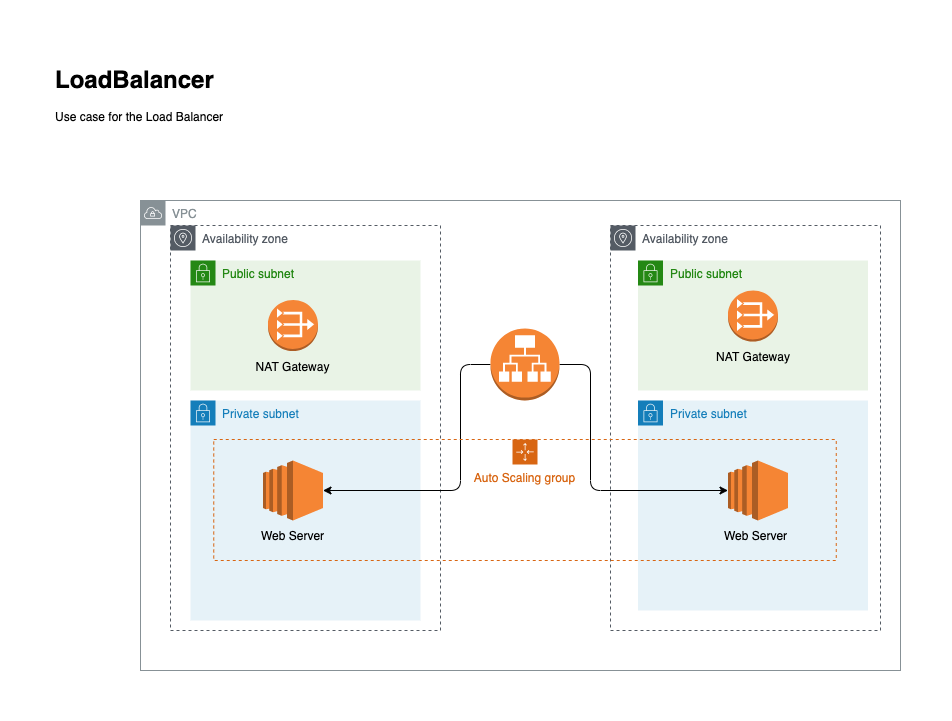 LoadBalancer
Use case for the Load Balancer
VPC
Availability zone
Public subnet
NAT Gateway
Private subnet
Web Server
Auto Scaling group
Availability zone
Public subnet
NAT Gateway
Private subnet
Web Server